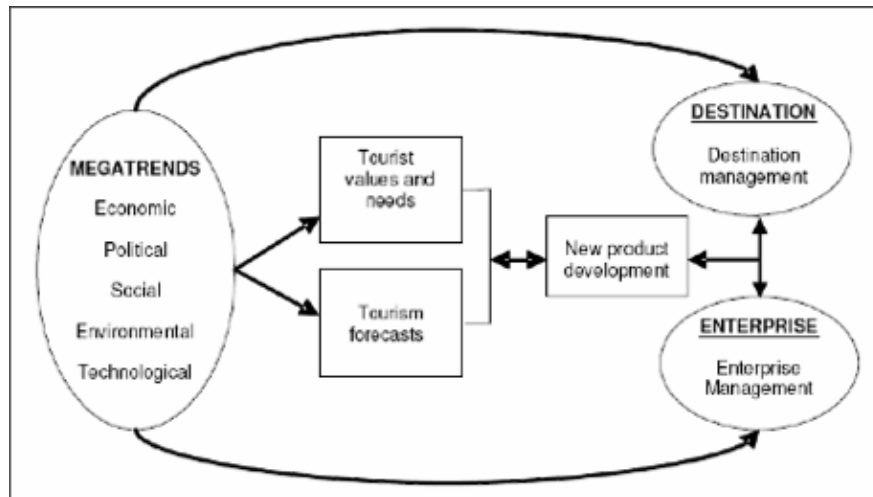 MEGATRENDS
Economic
Political
Social
Environmental
Technological
Tourist
values and
needs
Tourism
forecasts
New product
development
DESTINATION
Destination
management
ENTERPRISE
Enterprise
Management